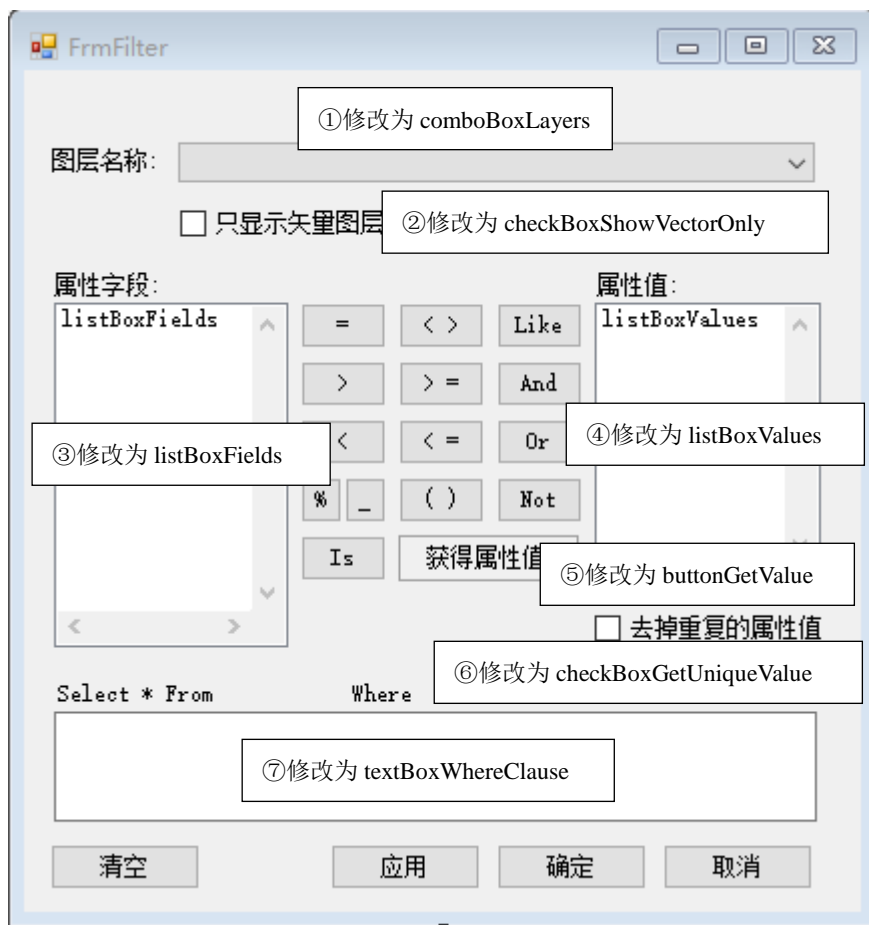 FrmFilter
①修改为 comboBoxLayers
图层名称:
只显示矢量图层
②修改为 checkBoxShowVectorOnly
属性字段:
属性值:
listBoxFields
= < > Like
listBoxValues
> > = And
③修改为 listBoxFields
< < = Or
④修改为 listBoxValues
% _ ( ) Not
Is 获得属性值
⑤修改为 buttonGetValue
去掉重复的属性值
⑥修改为 checkBoxGetUniqueValue
Select * From Where
⑦修改为 textBoxWhereClause
清空 应用 确定 取消